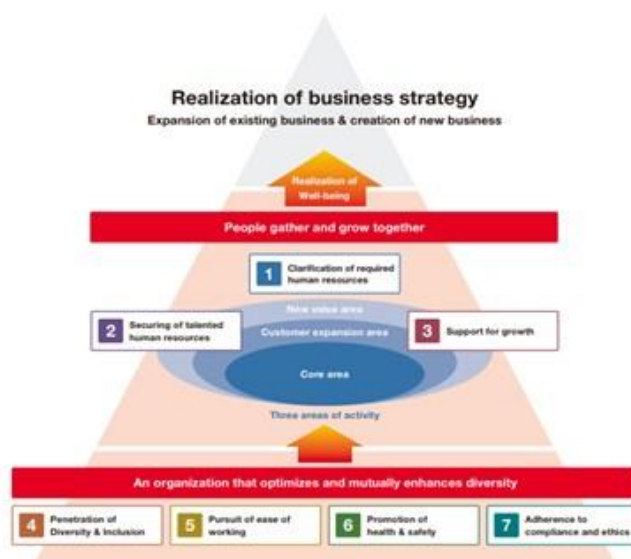 Realization of business strategy
Expansion of existing business & creation of new business
Realization of
Well-being
People gather and grow together
1 Clarification of required
human resources
New value area
2 Securing of talented
human resources
Customer expansion area
3 Support for growth
Core area
Three areas of activity
An organization that optimizes and mutually enhances diversity
4 Penetration of
Diversity & Inclusion
5 Pursuit of ease of
working
6 Promotion of
health & safety
7 Adherence to
compliance and ethics